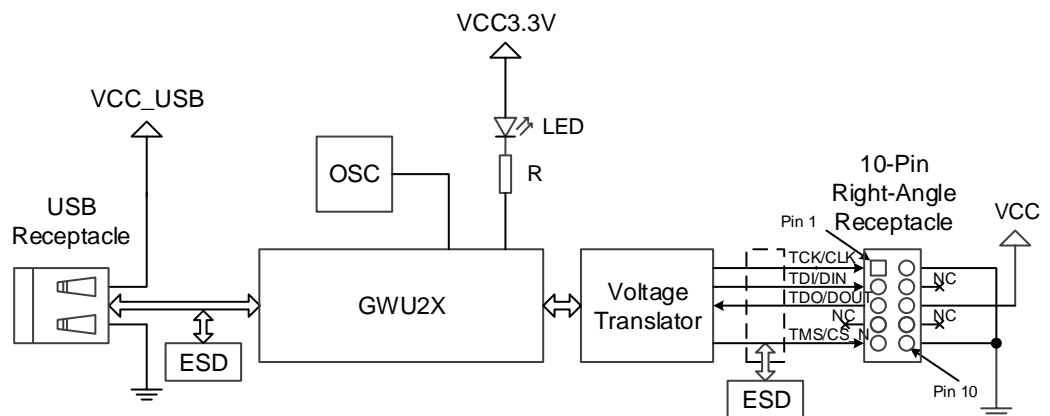 VCC3.3V
VCC_USB
LED
OSC
R
10-Pin
Right-Angle
Receptacle
USB
Receptacle
VCC
Pin 1
TCK/CLK
TDI/DIN
NC
GWU2X
Voltage
Translator
TDO/DOUT
NC
NC
TMS/CS_N
ESD
Pin 10
ESD